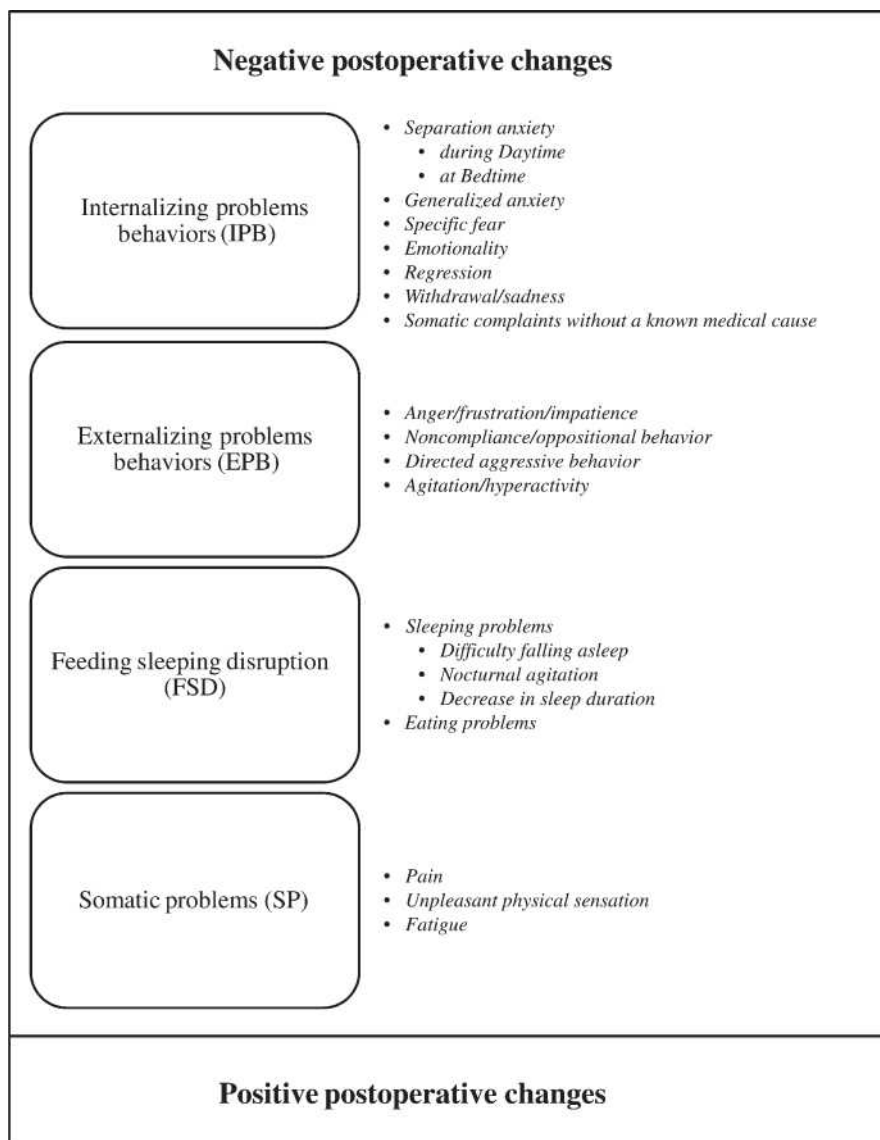 Negative postoperative changes
Internalizing problems
behaviors (IPB)
• Separation anxiety
• during Daytime
• at Bedtime
• Generalized anxiety
• Specific fear
• Emotionality
• Regression
• Withdrawal/sadness
• Somatic complaints without a known medical cause
Externalizing problems
behaviors (EPB)
• Anger/frustration/impatience
• Noncompliance/oppositional behavior
• Directed aggressive behavior
• Agitation/hyperactivity
Feeding sleeping disruption
(FSD)
• Sleeping problems
• Difficulty falling asleep
• Nocturnal agitation
• Decrease in sleep duration
• Eating problems
Somatic problems (SP)
• Pain
• Unpleasant physical sensation
• Fatigue
Positive postoperative changes